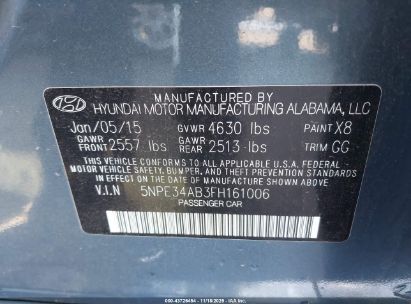 MANUFACTURED BY
HYUNDAI MOTOR MANUFACTURING ALABAMA, LLC
Jan/05/15 GVWR 4630 lbs PAINT X8
GAWR FRONT 2557 lbs GAWR REAR 2513 lbs TRIM GG
THIS VEHICLE CONFORMS TO ALL APPLICABLE U.S.A. FEDERAL
MOTOR VEHICLE SAFETY, BUMPER, AND THEFT PREVENTION
STANDARDS IN EFFECT ON THE DATE OF MANUFACTURE SHOWN ABOVE.
V.I.N 5NPE34AB3FH161006
PASSENGER CAR